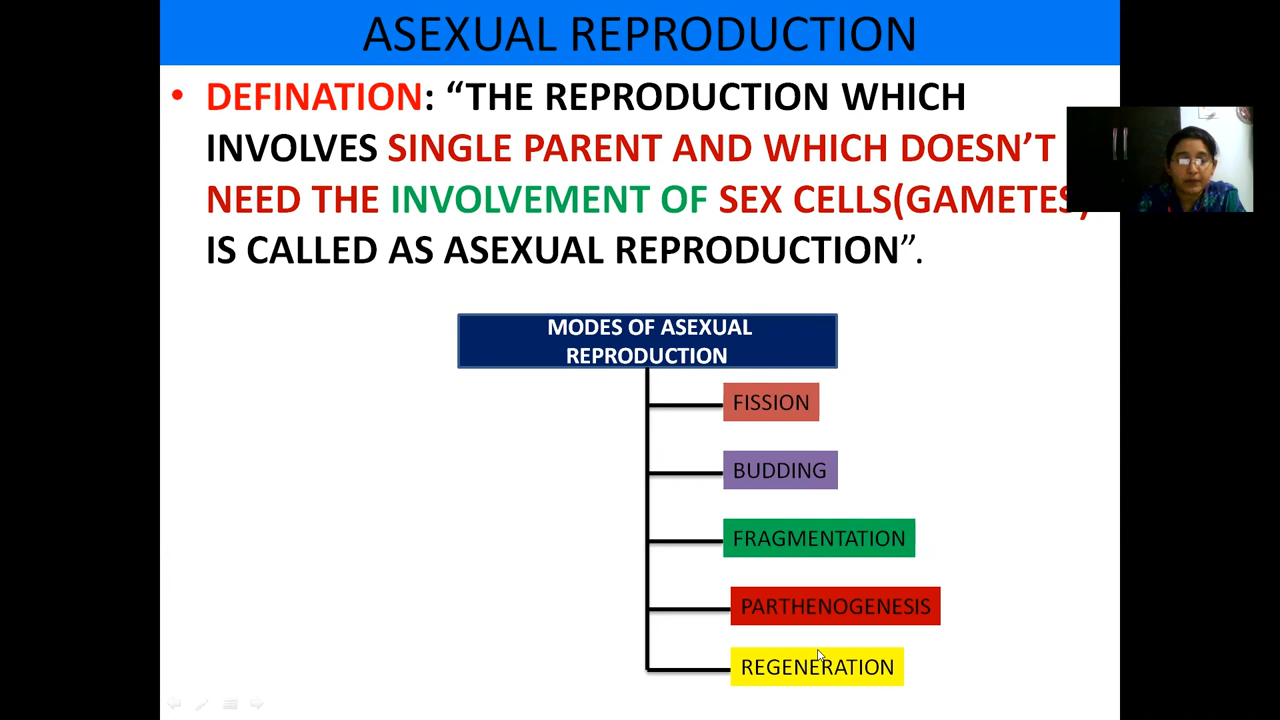 ASEXUAL REPRODUCTION
• DEFINATION: “THE REPRODUCTION WHICH
INVOLVES SINGLE PARENT AND WHICH DOESN’T
NEED THE INVOLVEMENT OF SEX CELLS(GAMETES)
IS CALLED AS ASEXUAL REPRODUCTION”.
MODES OF ASEXUAL
REPRODUCTION
FISSION
BUDDING
FRAGMENTATION
PARTHENOGENESIS
REGENERATION